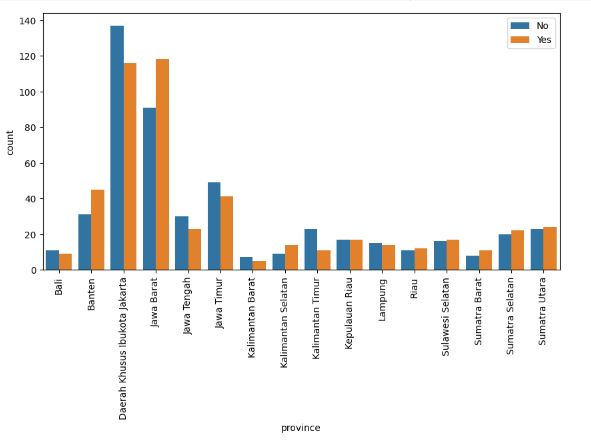 No
Yes
140
120
100
80
60
40
20
0
count
Bali
Banten
Daerah Khusus Ibukota Jakarta
Jawa Barat
Jawa Tengah
Jawa Timur
Kalimantan Barat
Kalimantan Selatan
Kalimantan Timur
Kepulauan Riau
Lampung
Riau
Sulawesi Selatan
Sumatra Barat
Sumatra Selatan
Sumatra Utara
province